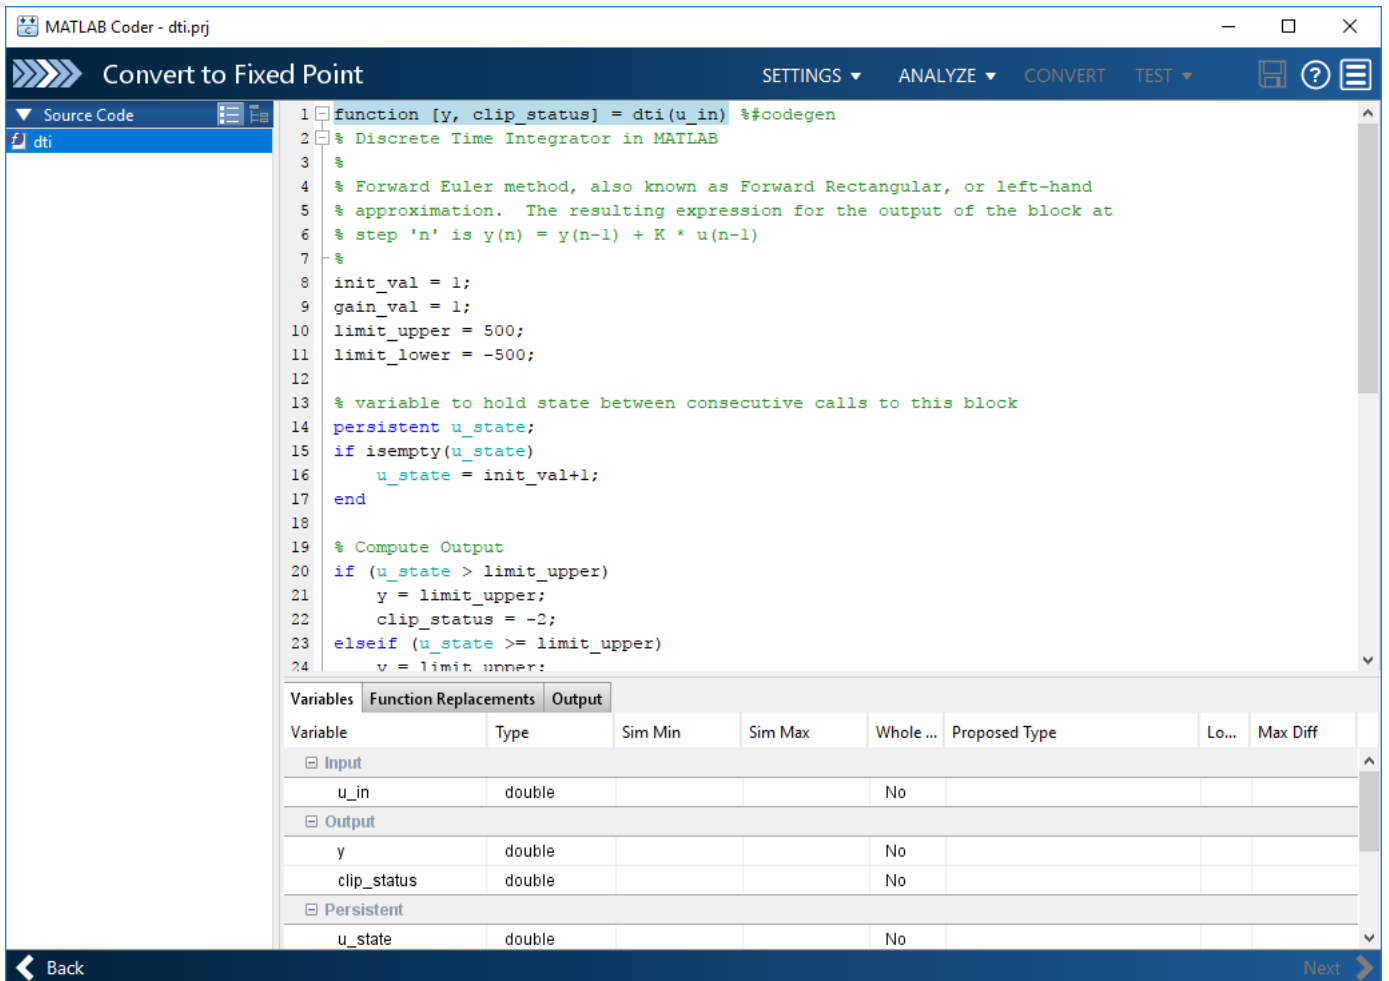 MATLAB Coder - dti.prj
Convert to Fixed Point
SETTINGS ANALYZE CONVERT TEST
Source Code
dti
1 function [y, clip_status] = dti(u_in) %#codegen
2 % Discrete Time Integrator in MATLAB
3 %
4 % Forward Euler method, also known as Forward Rectangular, or left-hand
5 % approximation.  The resulting expression for the output of the block at
6 % step 'n' is y(n) = y(n-1) + K * u(n-1)
7 %
8 init_val = 1;
9 gain_val = 1;
10 limit_upper = 500;
11 limit_lower = -500;
12
13 % variable to hold state between consecutive calls to this block
14 persistent u_state;
15 if isempty(u_state)
16     u_state = init_val+1;
17 end
18
19 % Compute Output
20 if (u_state > limit_upper)
21     y = limit_upper;
22     clip_status = -2;
23 elseif (u_state >= limit_upper)
24     y = limit_upper;
Variables Function Replacements Output
Variable Type Sim Min Sim Max Whole ... Proposed Type Lo... Max Diff
Input
u_in double No
Output
y double No
clip_status double No
Persistent
u_state double No
Back Next